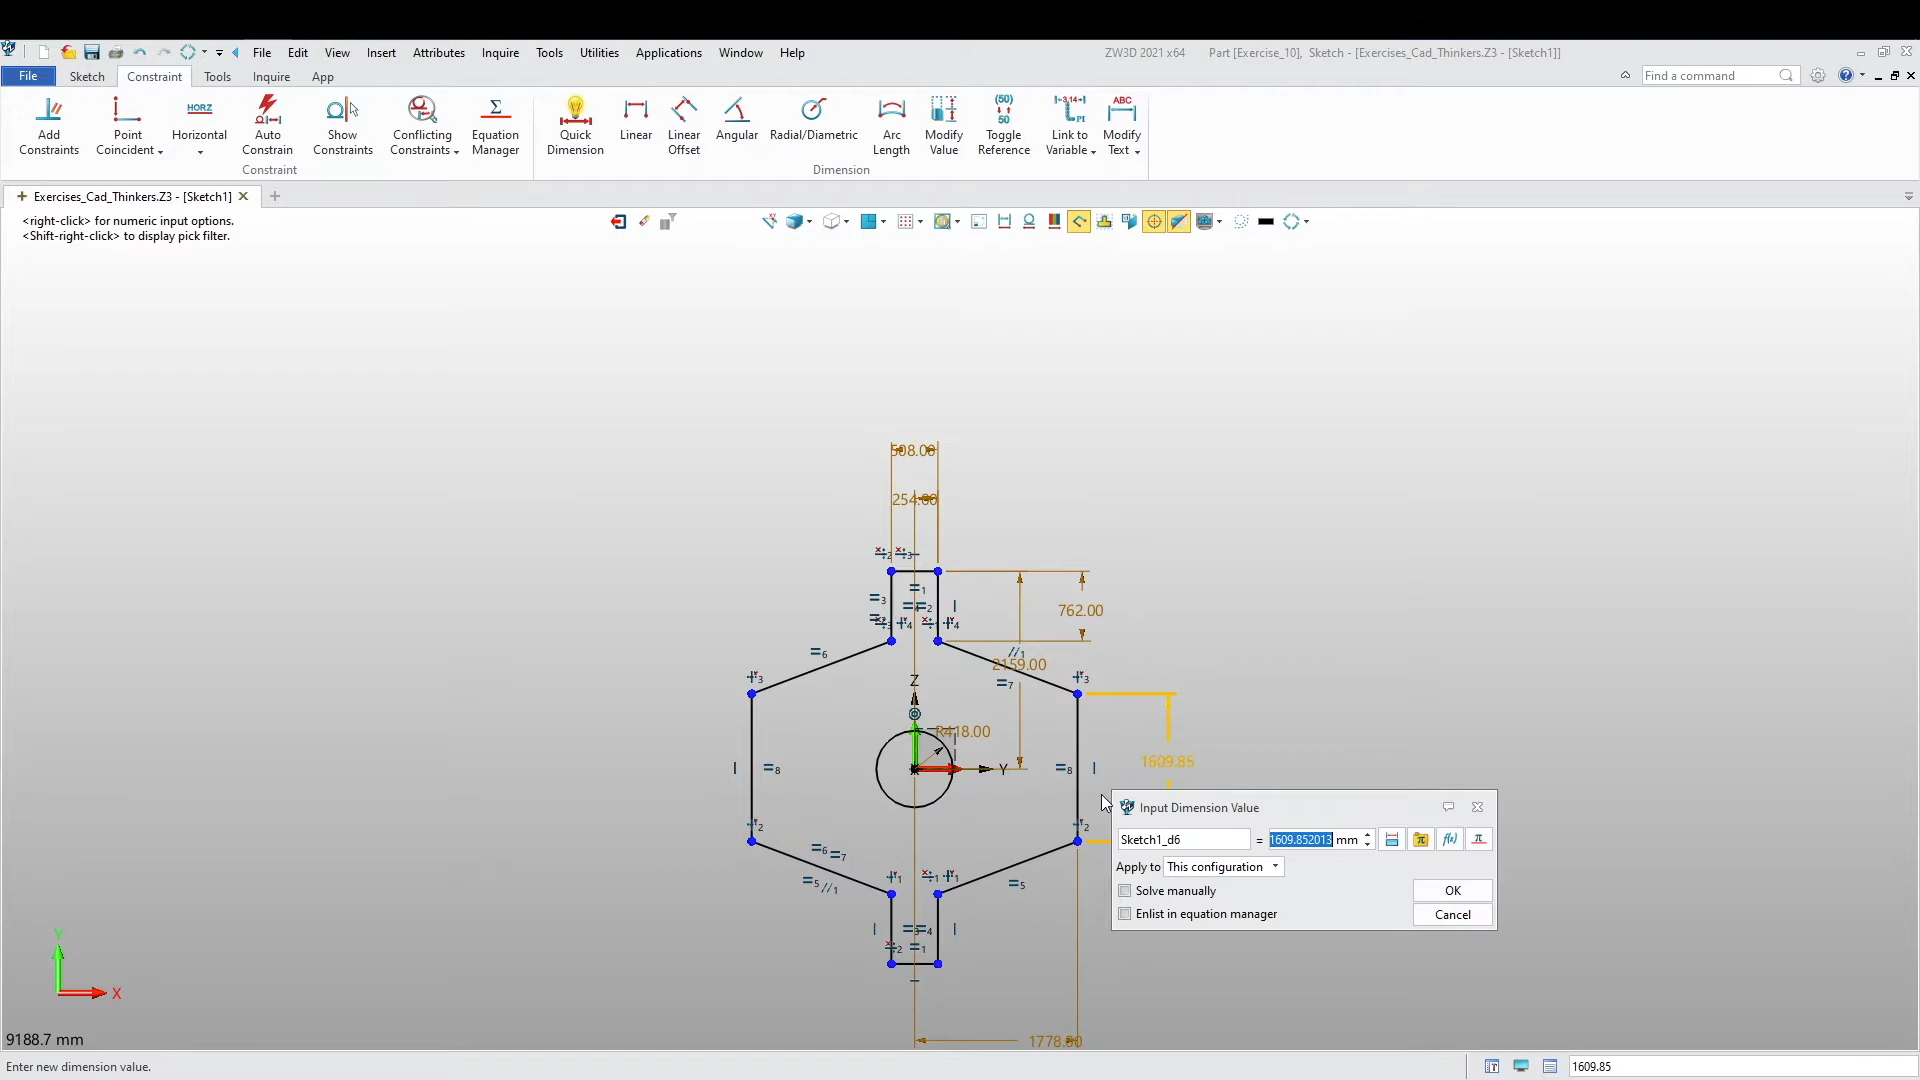 File Edit View Insert Attributes Inquire Tools Utilities Applications Window Help
ZW3D 2021 x64 Part [Exercise_10], Sketch - [Exercises_Cad_Thinkers.Z3 - [Sketch1]]
File Sketch Constraint Tools Inquire App
Find a command
Add Constraints
Point Coincident
HORZ
Horizontal
Auto Constrain
Show Constraints
Conflicting Constraints
Equation Manager
Quick Dimension
Linear
Linear Offset
Angular
Radial/Diametric
Arc Length
Modify Value
(50)
50
Toggle Reference
3,14
PI
Link to Variable
ABC
Modify Text
Constraint
Dimension
Exercises_Cad_Thinkers.Z3 - [Sketch1]
<right-click> for numeric input options.
<Shift-right-click> to display pick filter.
508.00
254.00
762.00
2159.00
Z
R418.00
Y
1609.85
1778.00
Input Dimension Value
Sketch1_d6 = 1609.852013 mm
Apply to This configuration
Solve manually
OK
Enlist in equation manager
Cancel
Y
X
9188.7 mm
Enter new dimension value.
1609.85